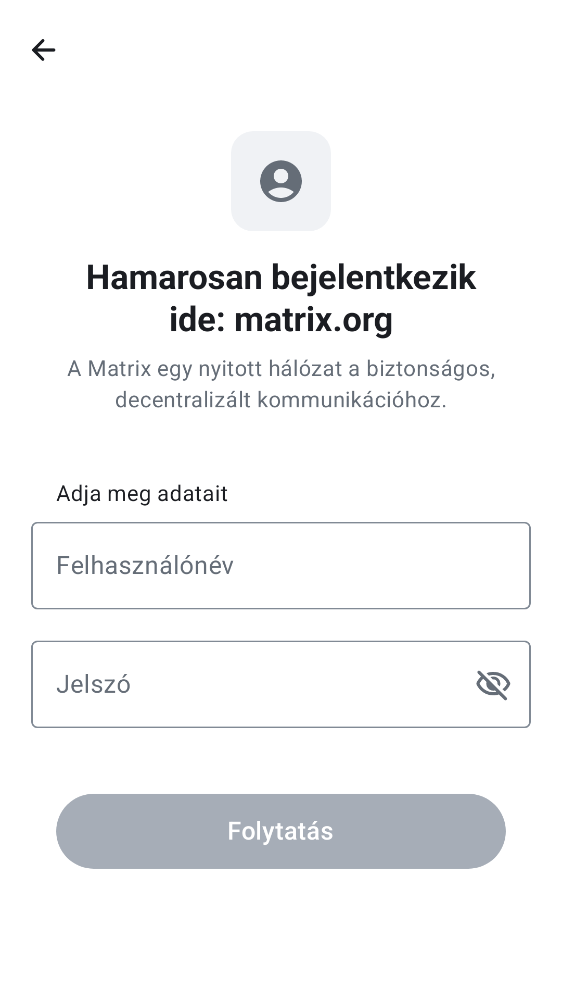 Hamarosan bejelentkezik
ide: matrix.org
A Matrix egy nyitott hálózat a biztonságos,
decentralizált kommunikációhoz.
Adja meg adatait
Felhasználónév
Jelszó
Folytatás